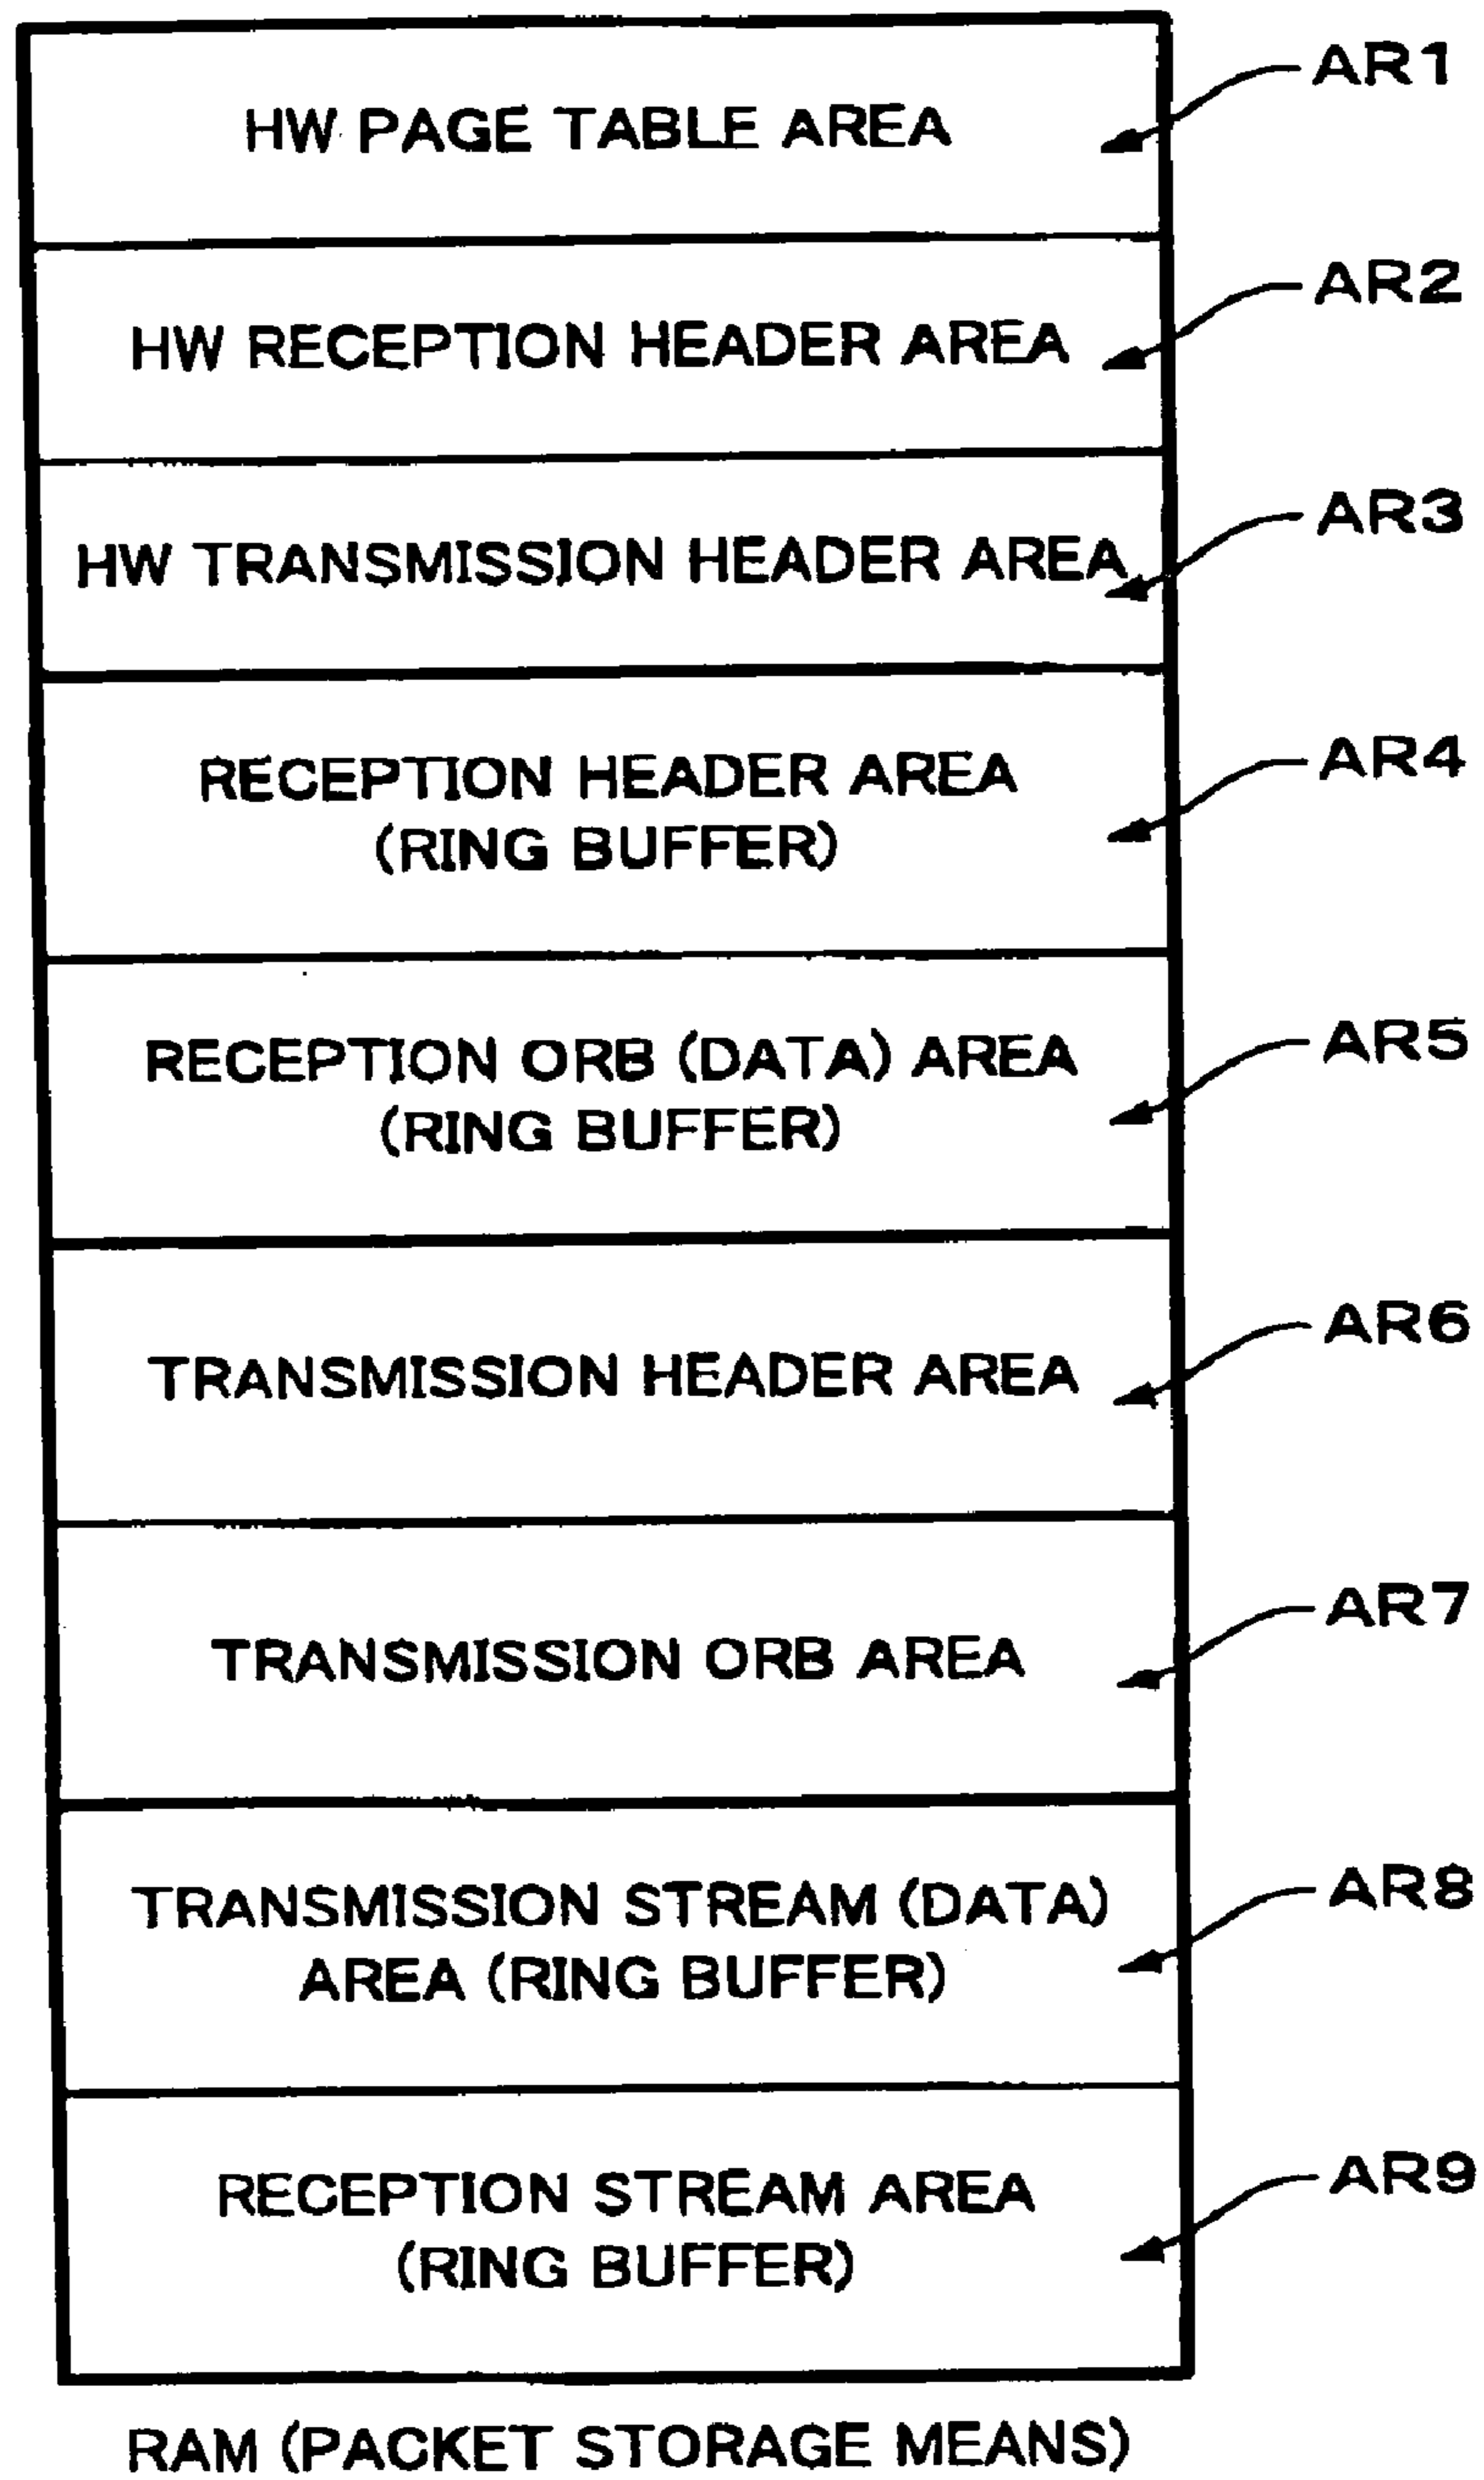 HW PAGE TABLE AREA
AR1
HW RECEPTION HEADER AREA
AR2
HW TRANSMISSION HEADER AREA
AR3
RECEPTION HEADER AREA
(RING BUFFER)
AR4
RECEPTION ORB (DATA) AREA
(RING BUFFER)
AR5
TRANSMISSION HEADER AREA
AR6
TRANSMISSION ORB AREA
AR7
TRANSMISSION STREAM (DATA)
AREA (RING BUFFER)
AR8
RECEPTION STREAM AREA
(RING BUFFER)
AR9
RAM (PACKET STORAGE MEANS)